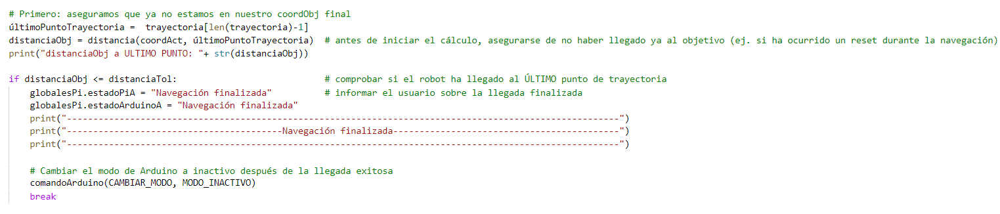 # Primero: aseguramos que ya no estamos en nuestro coordObj final
últimoPuntoTrayectoria =  trayectoria[len(trayectoria)-1]
distanciaObj = distancia(coordAct, últimoPuntoTrayectoria)  # antes de iniciar el cálculo, asegurarse de no haber llegado ya al objetivo (ej. si ha ocurrido un reset durante la navegación)
print("distanciaObj a ULTIMO PUNTO: "+ str(distanciaObj))
if distanciaObj <= distanciaTol:                            # comprobar si el robot ha llegado al ÚLTIMO punto de trayectoria
    globalesPi.estadoPiA = "Navegación finalizada"          # informar el usuario sobre la llegada finalizada
    globalesPi.estadoArduinoA = "Navegación finalizada"
    print("---------------------------------------------------------------------------------------------------------")
    print("-----------------------------------------Navegación finalizada-------------------------------------------")
    print("---------------------------------------------------------------------------------------------------------")
    # Cambiar el modo de Arduino a inactivo después de la llegada exitosa
    comandoArduino(CAMBIAR_MODO, MODO_INACTIVO)
    break